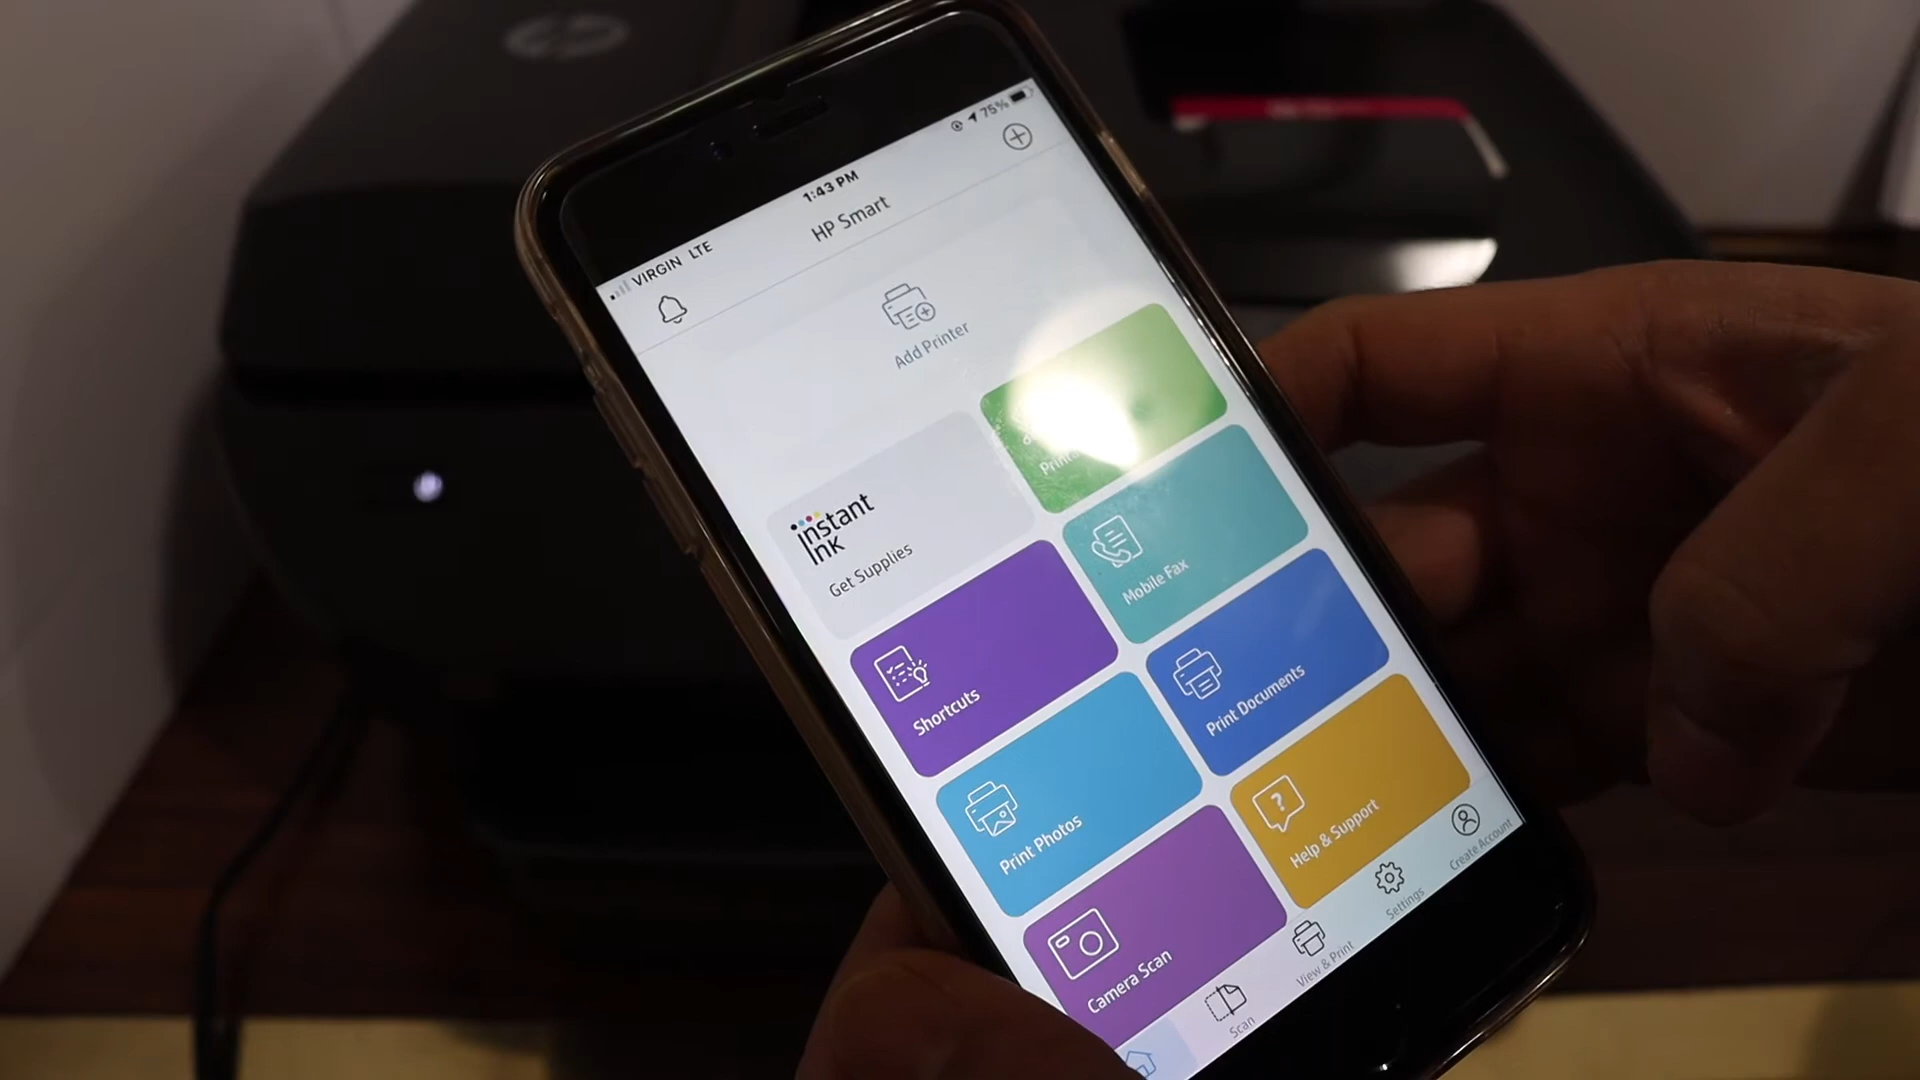 VIRGIN LTE
1:43 PM
75%
HP Smart
Add Printer
instant
ink
Get Supplies
Mobile Fax
Shortcuts
Print Documents
Print Photos
Help & Support
Camera Scan
Scan
View & Print
Settings
Create Account
hp